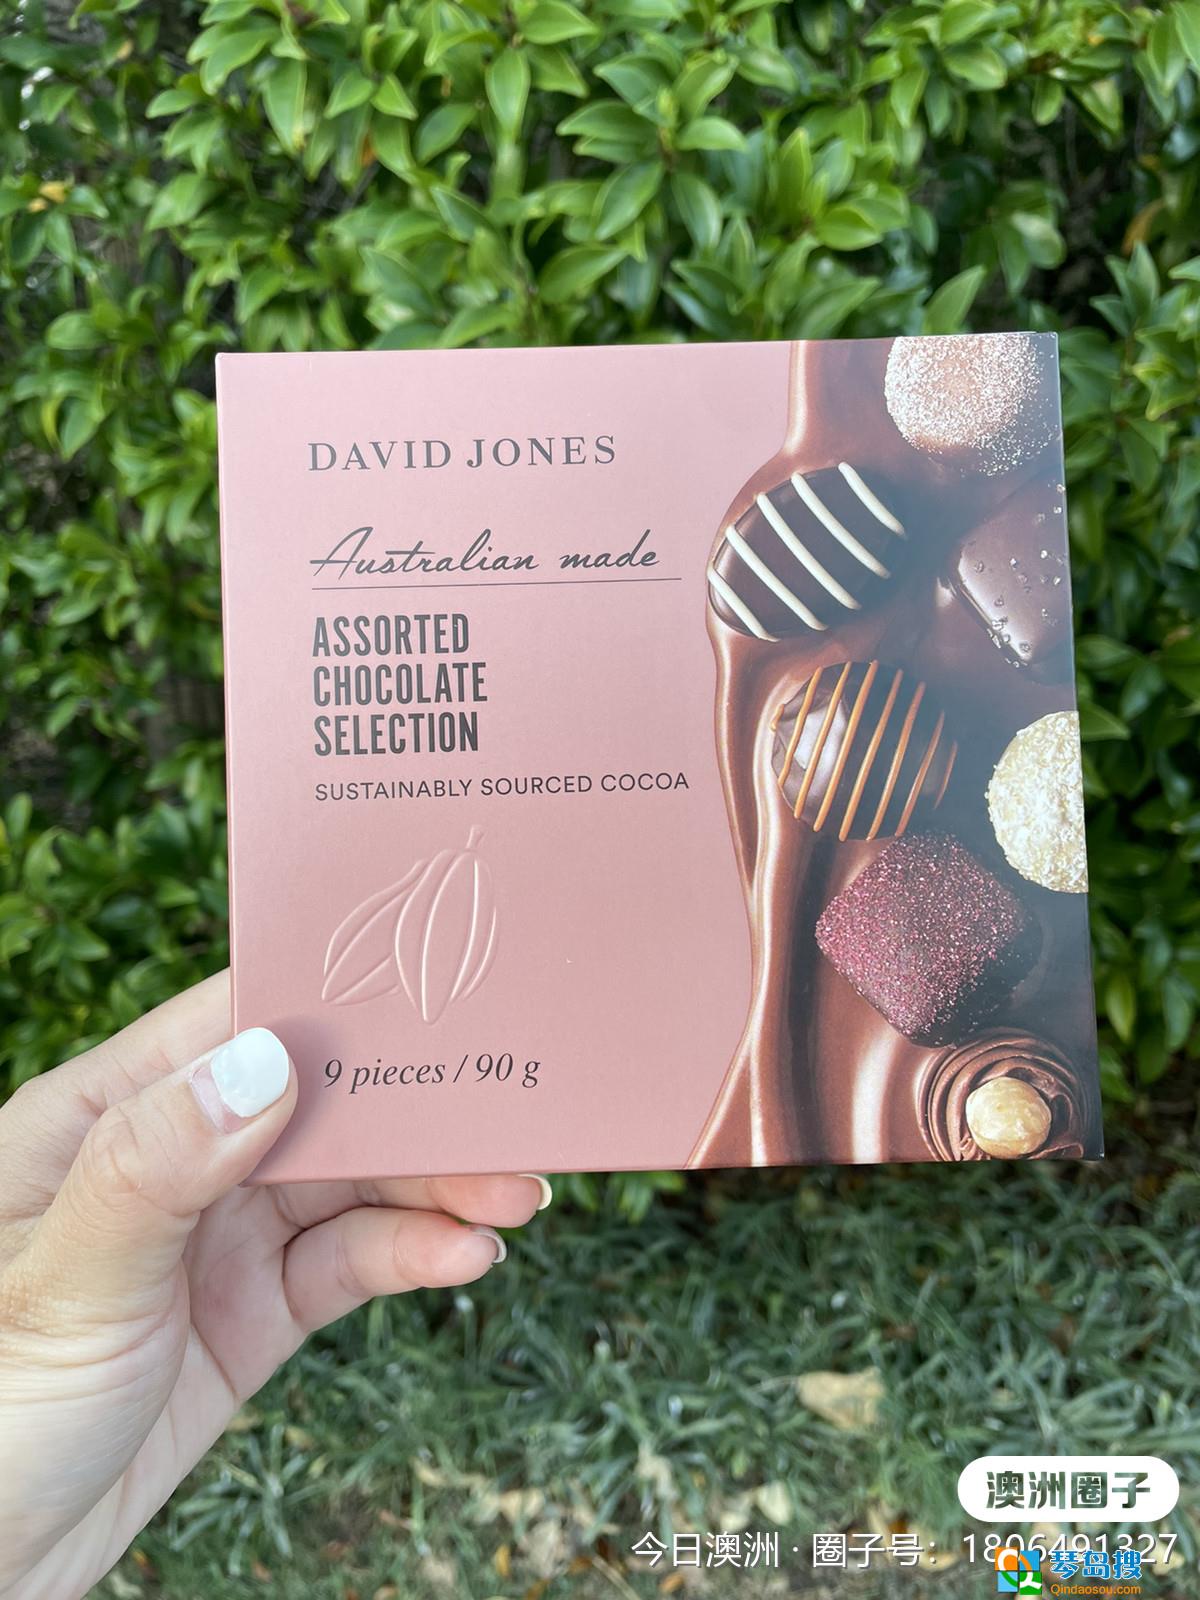 DAVID JONES
Australian made
ASSORTED
CHOCOLATE
SELECTION
SUSTAINABLY SOURCED COCOA
9 pieces / 90 g
澳洲圈子
今日澳洲 · 圈子号：1806491327
琴岛搜
Qindaosou.com